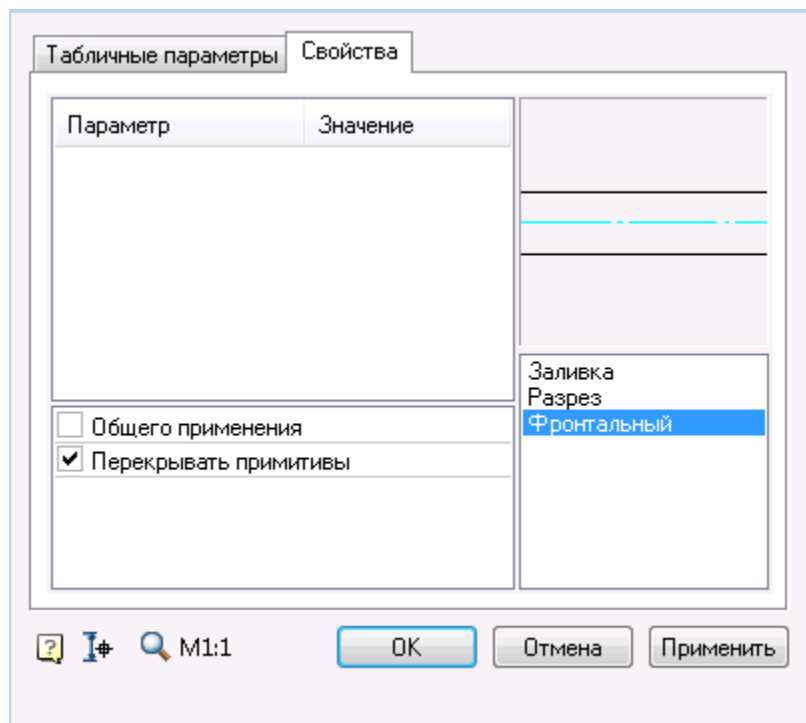 Табличные параметры Свойства
Параметр Значение
Заливка
Разрез
Фронтальный
Общего применения
Перекрывать примитивы
M1:1 OK Отмена Применить